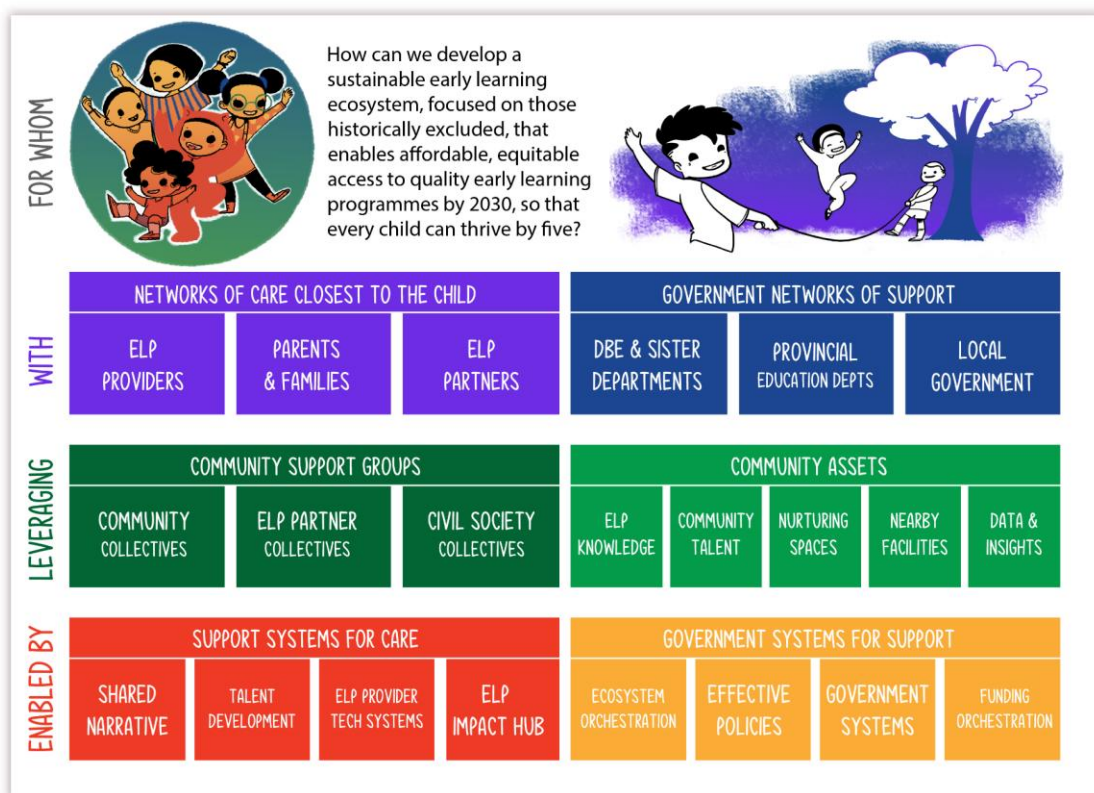 FOR WHOM
How can we develop a
sustainable early learning
ecosystem, focused on those
historically excluded, that
enables affordable, equitable
access to quality early learning
programmes by 2030, so that
every child can thrive by five?
WITH
NETWORKS OF CARE CLOSEST TO THE CHILD
ELP
PROVIDERS
PARENTS
& FAMILIES
ELP
PARTNERS
GOVERNMENT NETWORKS OF SUPPORT
DBE & SISTER
DEPARTMENTS
PROVINCIAL
EDUCATION DEPTS
LOCAL
GOVERNMENT
LEVERAGING
COMMUNITY SUPPORT GROUPS
COMMUNITY
COLLECTIVES
ELP PARTNER
COLLECTIVES
CIVIL SOCIETY
COLLECTIVES
COMMUNITY ASSETS
ELP
KNOWLEDGE
COMMUNITY
TALENT
NURTURING
SPACES
NEARBY
FACILITIES
DATA &
INSIGHTS
ENABLED BY
SUPPORT SYSTEMS FOR CARE
SHARED
NARRATIVE
TALENT
DEVELOPMENT
ELP PROVIDER
TECH SYSTEMS
ELP
IMPACT HUB
GOVERNMENT SYSTEMS FOR SUPPORT
ECOSYSTEM
ORCHESTRATION
EFFECTIVE
POLICIES
GOVERNMENT
SYSTEMS
FUNDING
ORCHESTRATION